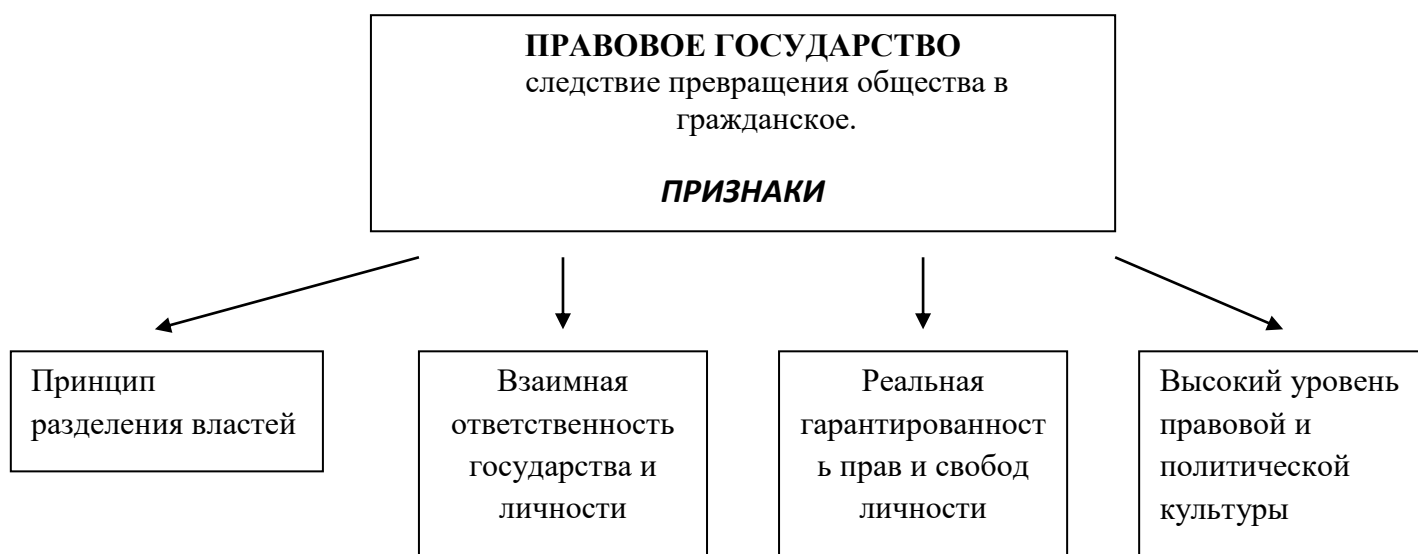 ПРАВОВОЕ ГОСУДАРСТВО
следствие превращения общества в
гражданское.
ПРИЗНАКИ
Принцип
разделения властей
Взаимная
ответственность
государства и
личности
Реальная
гарантированност
ь прав и свобод
личности
Высокий уровень
правовой и
политической
культуры